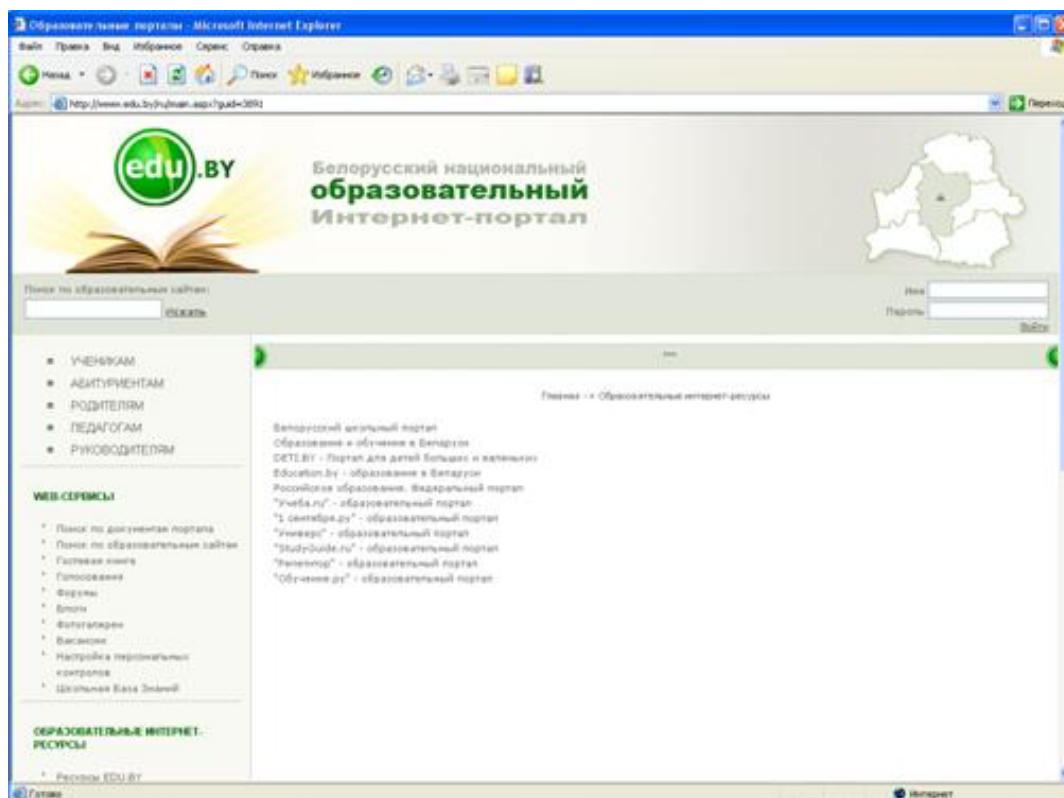 Образовательные порталы - Microsoft Internet Explorer
Файл Правка Вид Избранное Сервис Справка
Назад Поиск Избранное
Адрес: http://www.edu.by/ru/main.aspx?guid=3891 Переход
edu.BY
Белорусский национальный
образовательный
Интернет-портал
Поиск по образовательным сайтам:
Искать
Имя
Пароль
Войти
УЧЕНИКАМ
АБИТУРИЕНТАМ
РОДИТЕЛЯМ
ПЕДАГОГАМ
РУКОВОДИТЕЛЯМ
WEB-СЕРВИСЫ
Поиск по документам портала
Поиск по образовательным сайтам
Гостевая книга
Голосования
Форумы
Блоги
Фотогалереи
Вакансии
Настройка персональных
контролов
Школьная База Знаний
ОБРАЗОВАТЕЛЬНЫЕ ИНТЕРНЕТ-
РЕСУРСЫ
Ресурсы EDU.BY
Главная -> Образовательные интернет-ресурсы
Белорусский школьный портал
Образование и обучение в Беларуси
DETI.BY - Портал для детей больших и маленьких
Education.by - образование в Беларуси
Российское образование. Федеральный портал
"Учеба.ru" - образовательный портал
"1 сентября.ру" - образовательный портал
"Универс" - образовательный портал
"StudyGuide.ru" - образовательный портал
"Репетитор" - образовательный портал
"Обучение.ру" - образовательный портал
Готово
Интернет